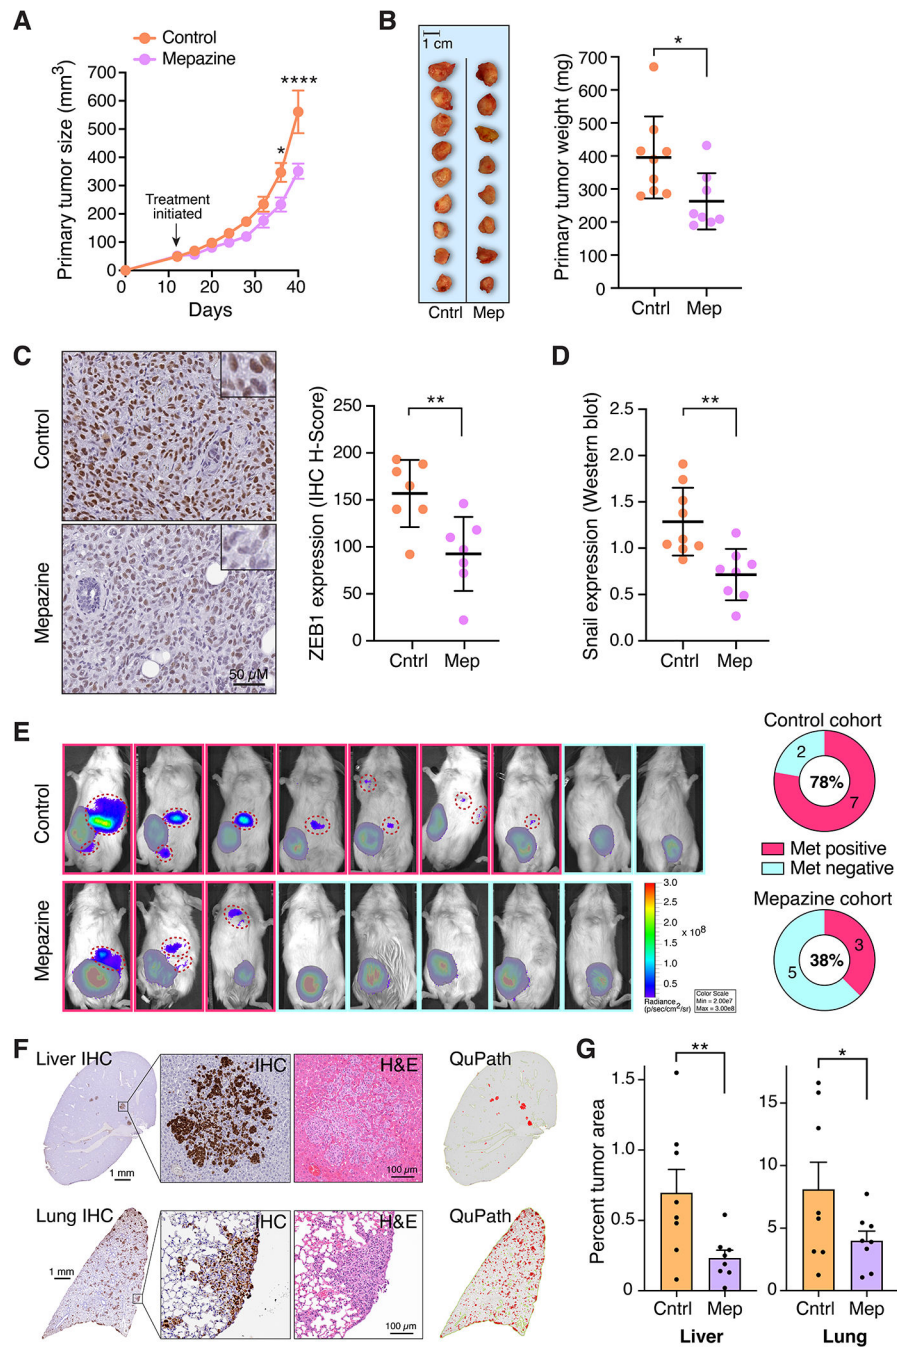 A
Control
Mepazine
Primary tumor size (mm³)
700
600
500
400
300
200
100
0
****
*
Treatment
initiated
0
10
20
30
40
Days
B
1 cm
Cntrl
Mep
Primary tumor weight (mg)
700
600
500
400
300
200
100
0
*
Cntrl
Mep
C
Control
Mepazine
50 µM
ZEB1 expression (IHC H-Score)
250
200
150
100
50
0
**
Cntrl
Mep
D
Snail expression (Western blot)
2.5
2.0
1.5
1.0
0.5
0.0
**
Cntrl
Mep
E
Control
Mepazine
3.0
2.5
2.0
1.5
1.0
0.5
x 10⁸
Radiance
(p/sec/cm²/sr)
Color Scale
Min = 2.00e7
Max = 3.00e8
Control cohort
2
78%
7
Met positive
Met negative
Mepazine cohort
3
38%
5
F
Liver IHC
1 mm
IHC
H&E
100 µm
QuPath
Lung IHC
1 mm
IHC
H&E
100 µm
QuPath
G
Percent tumor area
1.5
1.0
0.5
0
**
Cntrl
Mep
Liver
15
10
5
0
*
Cntrl
Mep
Lung